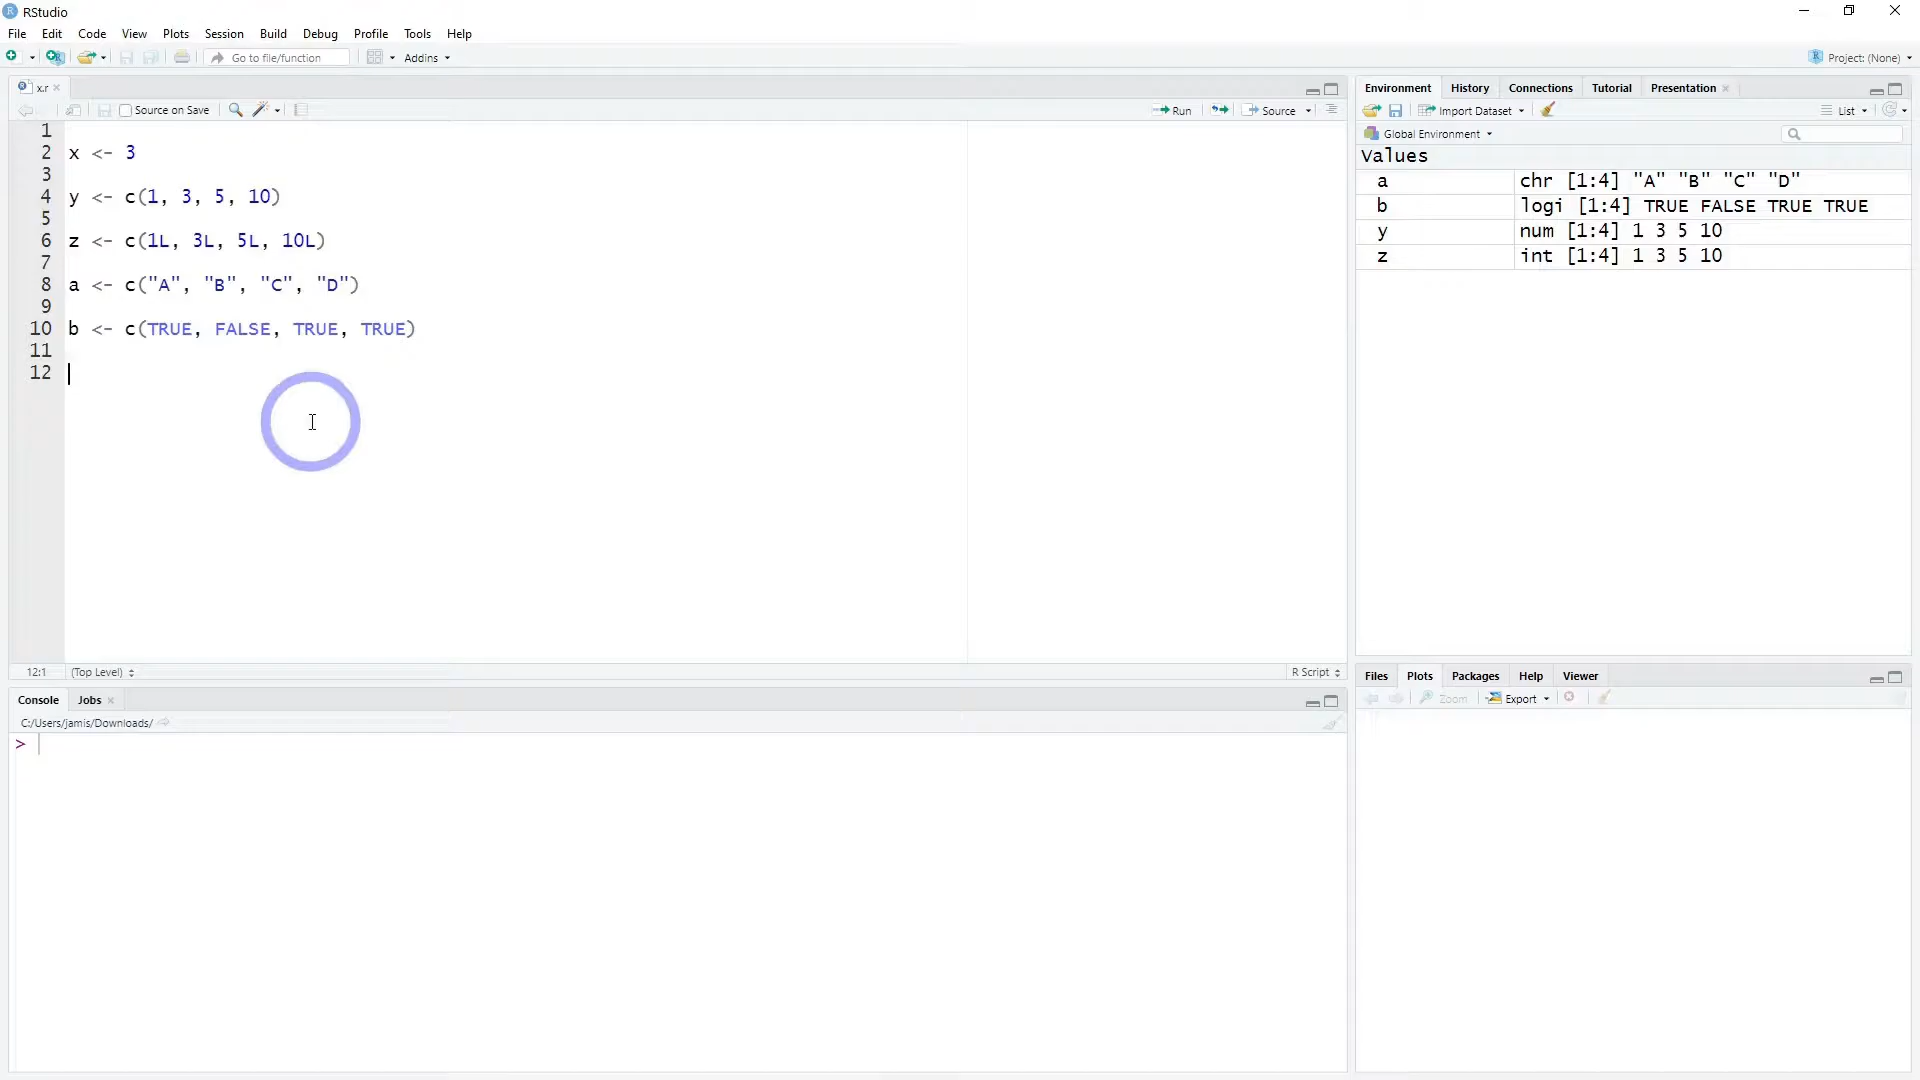 RStudio
File Edit Code View Plots Session Build Debug Profile Tools Help
Go to file/function Addins Project: (None)
x.r
Source on Save Run Source
1
2 x <- 3
3
4 y <- c(1, 3, 5, 10)
5
6 z <- c(1L, 3L, 5L, 10L)
7
8 a <- c("A", "B", "C", "D")
9
10 b <- c(TRUE, FALSE, TRUE, TRUE)
11
12
12:1 (Top Level) R Script
Console Jobs
C:/Users/jamis/Downloads/
>
Environment History Connections Tutorial Presentation
Import Dataset List
Global Environment
Values
a chr [1:4] "A" "B" "C" "D"
b logi [1:4] TRUE FALSE TRUE TRUE
y num [1:4] 1 3 5 10
z int [1:4] 1 3 5 10
Files Plots Packages Help Viewer
Zoom Export